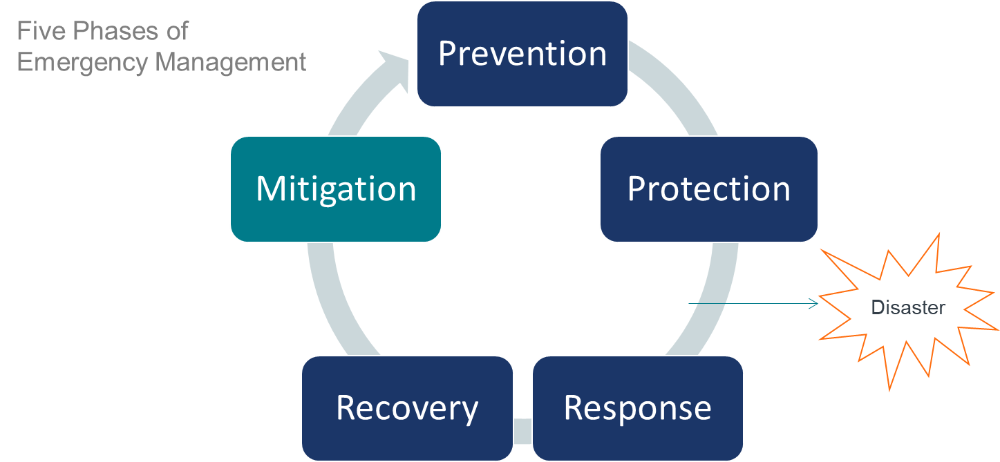 Five Phases of
Emergency Management
Prevention
Protection
Disaster
Response
Recovery
Mitigation